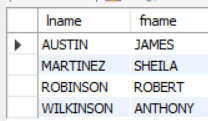 lname fname
AUSTIN JAMES
MARTINEZ SHEILA
ROBINSON ROBERT
WILKINSON ANTHONY